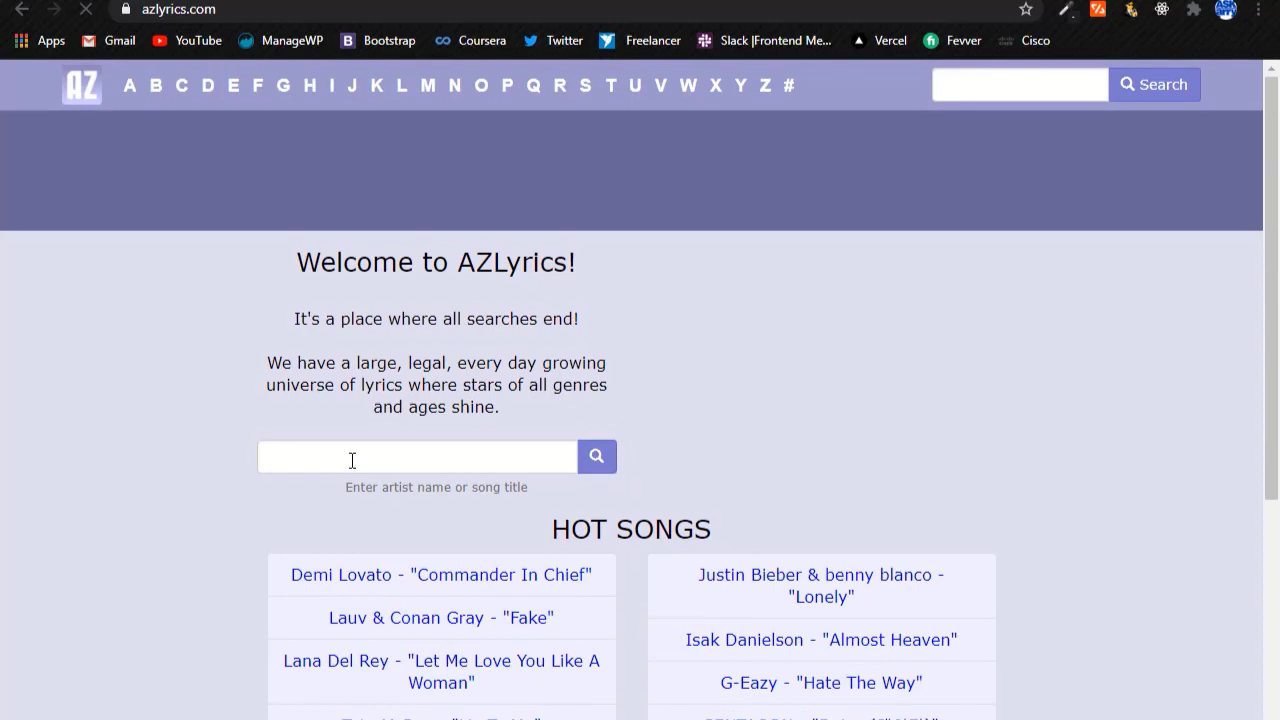 azlyrics.com
Apps Gmail YouTube ManageWP Bootstrap Coursera Twitter Freelancer Slack |Frontend Me... Vercel Fevver Cisco
AZ A B C D E F G H I J K L M N O P Q R S T U V W X Y Z # Search
Welcome to AZLyrics!
It's a place where all searches end!
We have a large, legal, every day growing
universe of lyrics where stars of all genres
and ages shine.
Enter artist name or song title
HOT SONGS
Demi Lovato - "Commander In Chief"
Lauv & Conan Gray - "Fake"
Lana Del Rey - "Let Me Love You Like A
Woman"
Justin Bieber & benny blanco -
"Lonely"
Isak Danielson - "Almost Heaven"
G-Eazy - "Hate The Way"